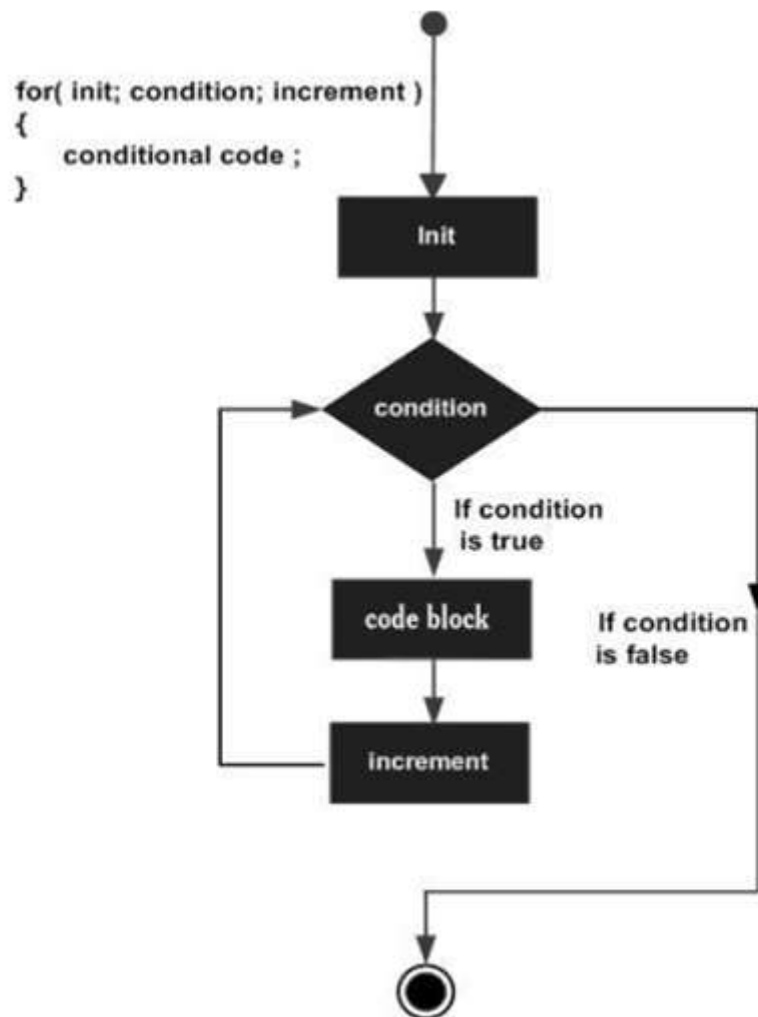 for( init; condition; increment )
{
conditional code ;
}
Init
condition
If condition
is true
code block
If condition
is false
increment